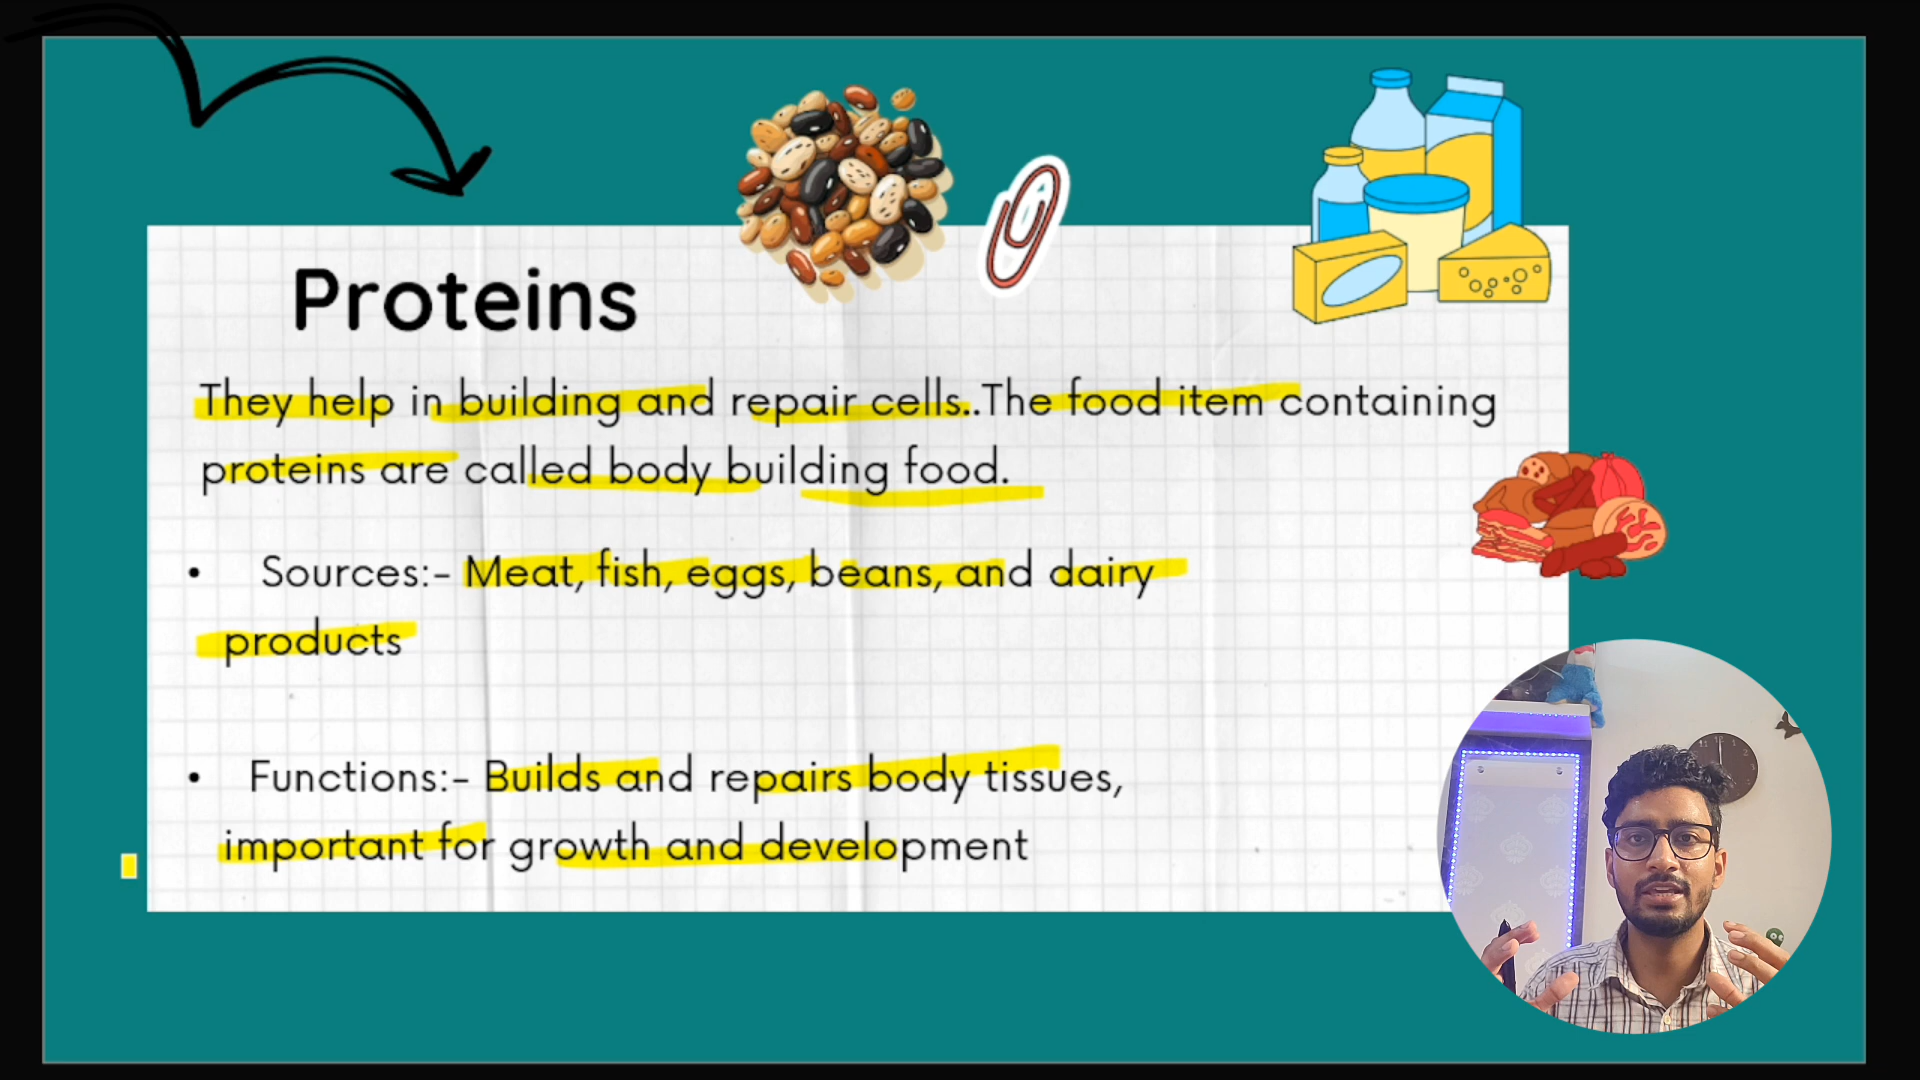 Proteins
They help in building and repair cells..The food item containing
proteins are called body building food.
• Sources:- Meat, fish, eggs, beans, and dairy
products
• Functions:- Builds and repairs body tissues,
important for growth and development